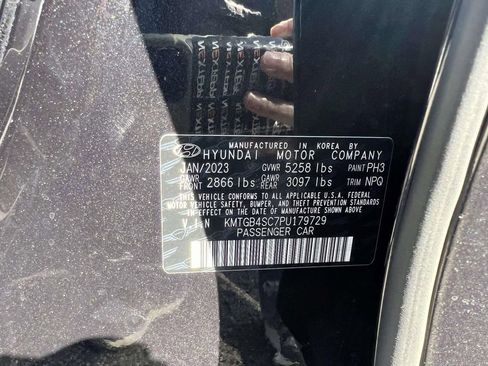 MANUFACTURED IN KOREA BY
HYUNDAI MOTOR COMPANY
JAN/2023 GVWR 5258 lbs PAINT PH3
GAWR FRONT 2866 lbs GAWR REAR 3097 lbs TRIM NPQ
THIS VEHICLE CONFORMS TO ALL APPLICABLE U.S.A. FEDERAL
MOTOR VEHICLE SAFETY, BUMPER, AND THEFT PREVENTION
STANDARDS IN EFFECT ON THE DATE OF MANUFACTURE SHOWN ABOVE.
V.I.N KMTGB4SC7PU179729
PASSENGER CAR